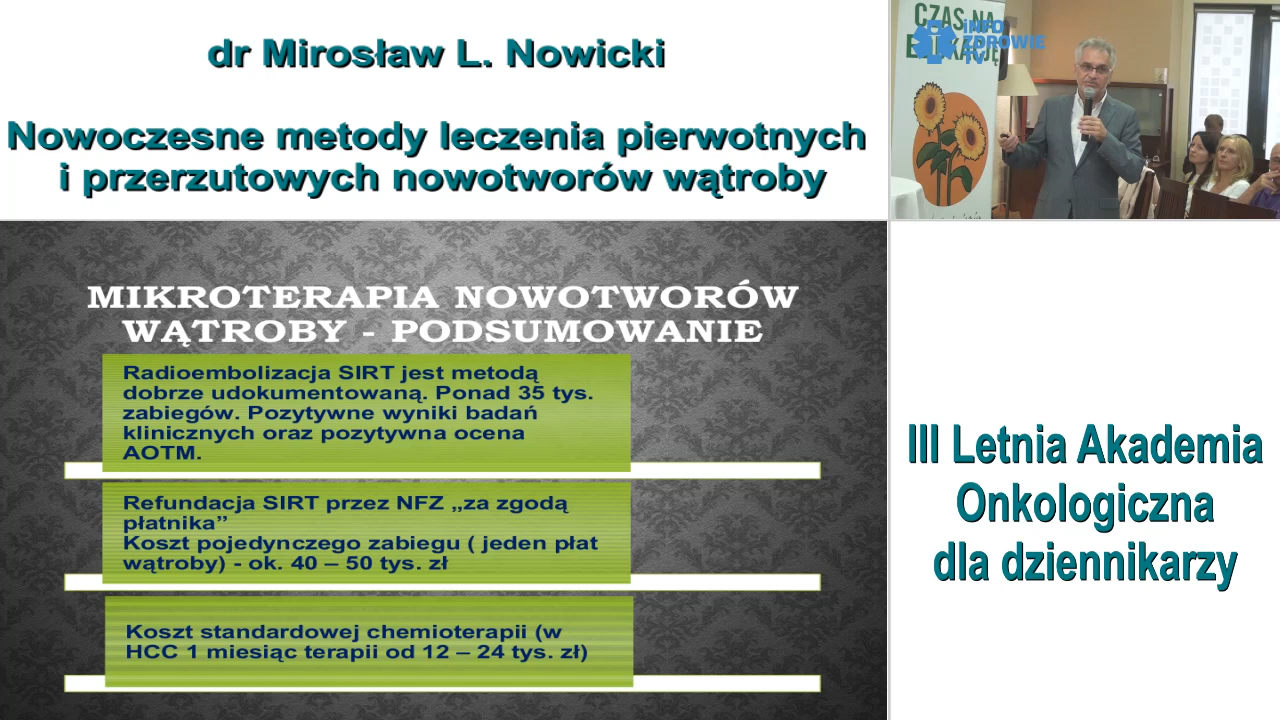 dr Mirosław L. Nowicki
Nowoczesne metody leczenia pierwotnych
i przerzutowych nowotworów wątroby
CZAS NA
EDUKACJĘ
INFO
ZDROWIE
TV
MIKROTERAPIA NOWOTWORÓW
WĄTROBY - PODSUMOWANIE
Radioembolizacja SIRT jest metodą
dobrze udokumentowaną. Ponad 35 tys.
zabiegów. Pozytywne wyniki badań
klinicznych oraz pozytywna ocena
AOTM.
Refundacja SIRT przez NFZ „za zgodą
płatnika”
Koszt pojedynczego zabiegu ( jeden płat
wątroby) - ok. 40 – 50 tys. zł
Koszt standardowej chemioterapii (w
HCC 1 miesiąc terapii od 12 – 24 tys. zł)
III Letnia Akademia
Onkologiczna
dla dziennikarzy